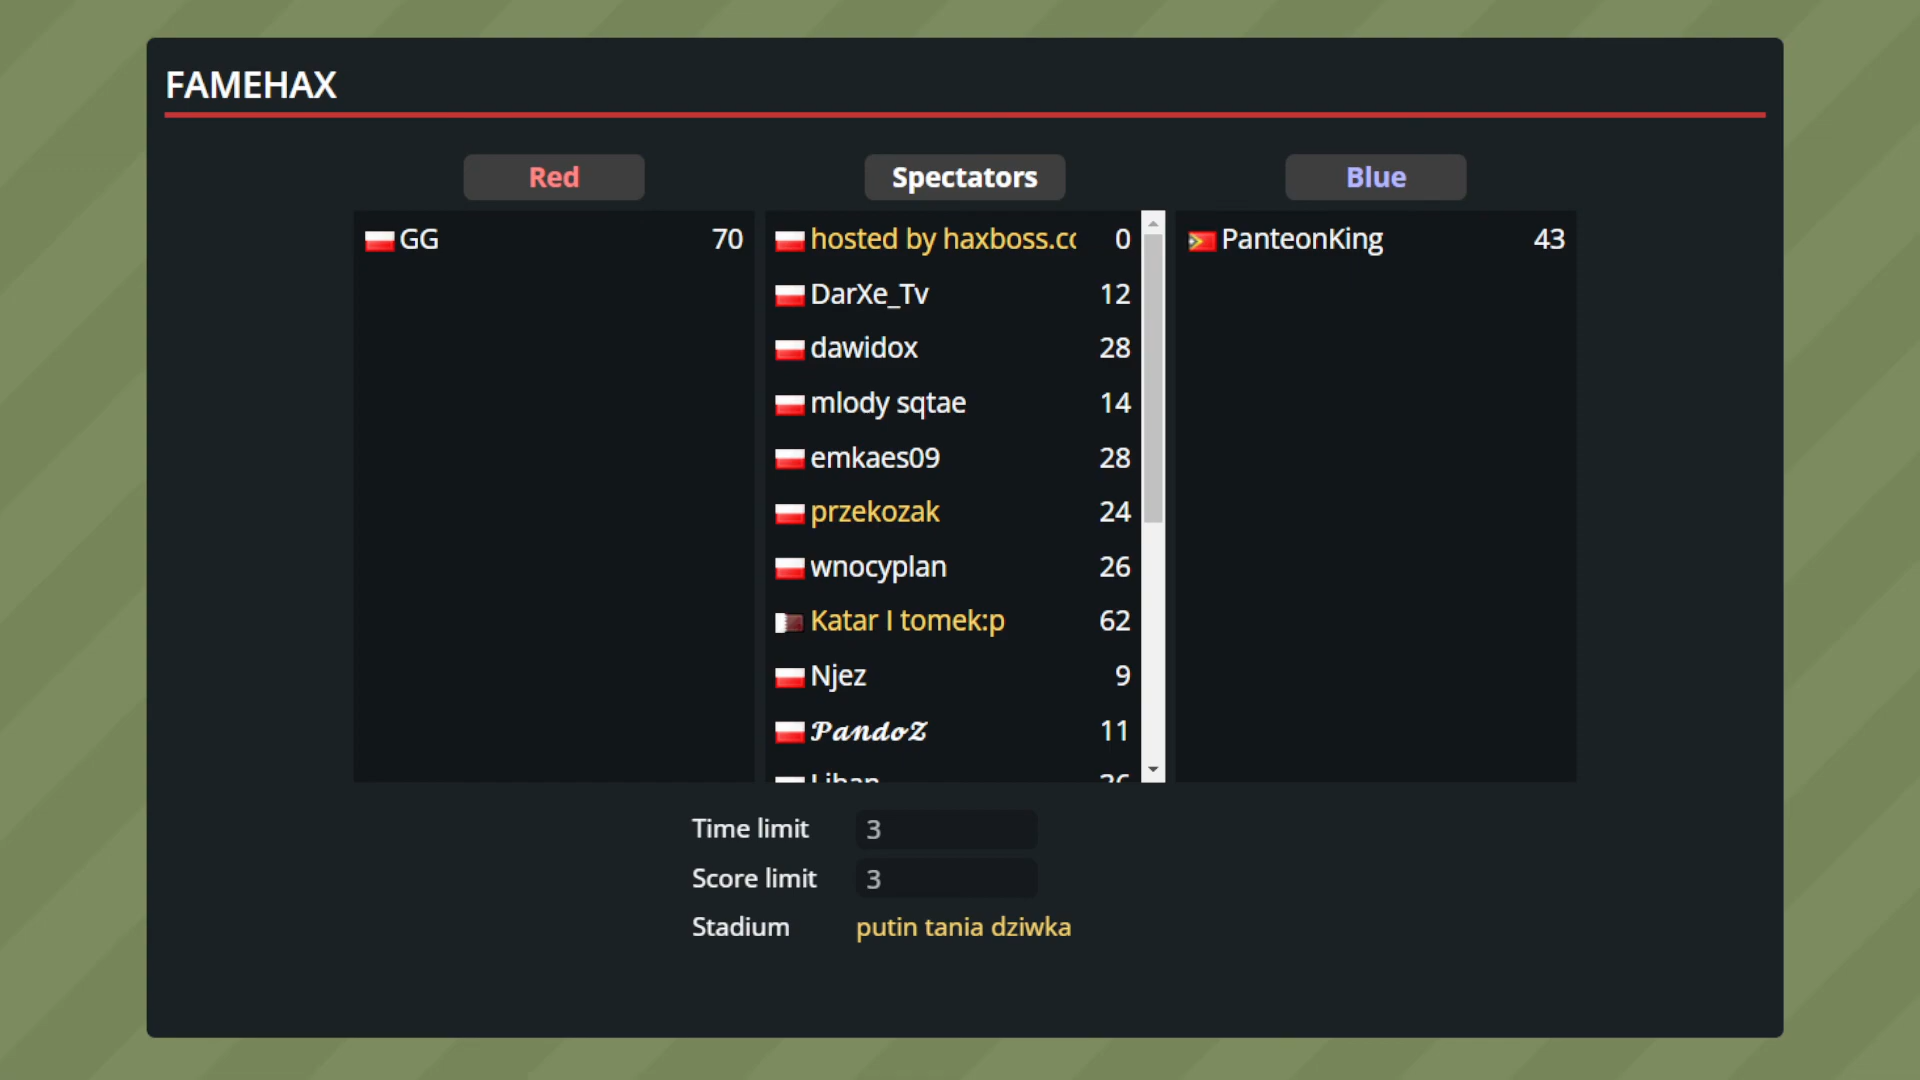 FAMEHAX
Red
Spectators
Blue
GG 70
hosted by haxboss.cc 0
DarXe_Tv 12
dawidox 28
mlody sqtae 14
emkaes09 28
przekozak 24
wnocyplan 26
Katar I tomek:p 62
Njez 9
𝓟𝓪𝓷𝓭𝓸𝓩 11
PanteonKing 43
Time limit 3
Score limit 3
Stadium putin tania dziwka